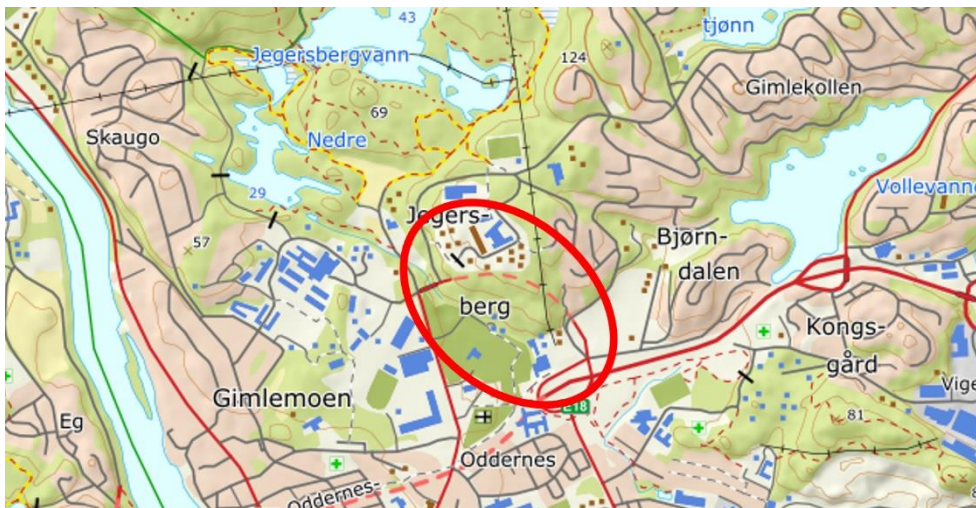 43
tjønn
Jegersbergvann
124
Gimlekollen
69
Skaugo
Nedre
29
Vollevanne
57
Jegers-
berg
Bjørn-
dalen
Kongs-
gård
Gimlemoen
E18
Vige
81
Eg
Oddernes
Oddernes-